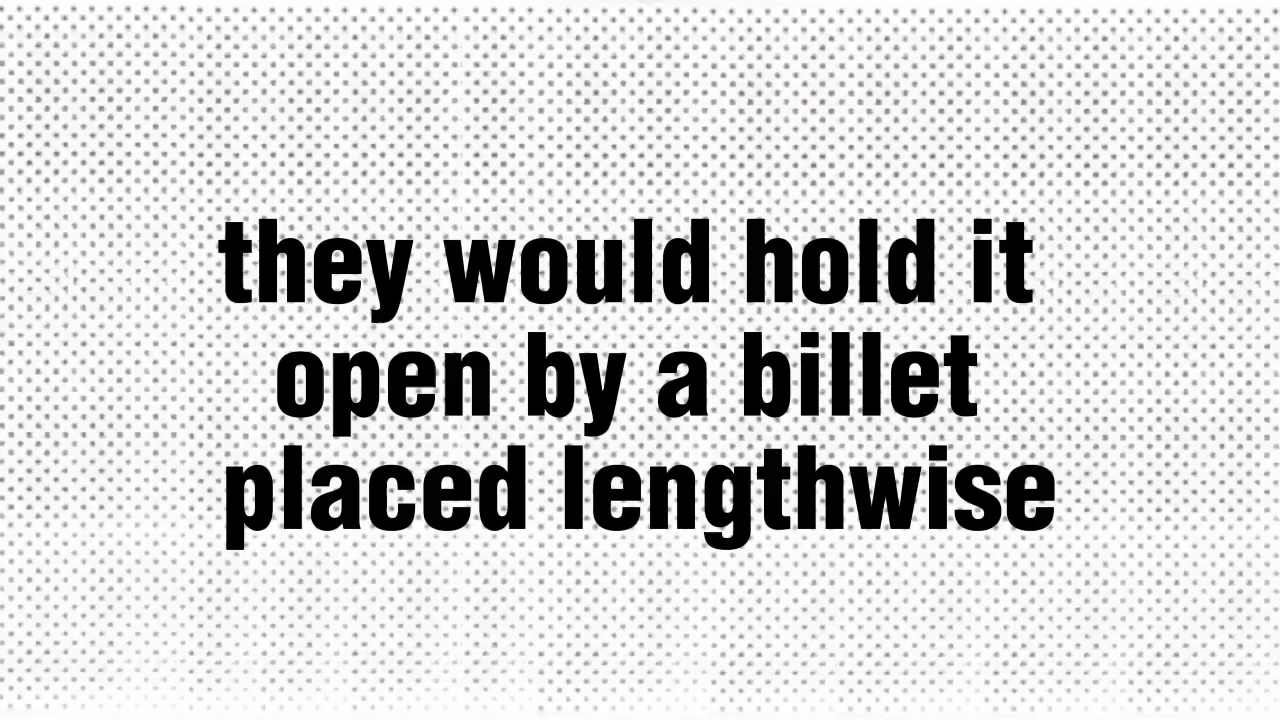 they would hold it
open by a billet
placed lengthwise